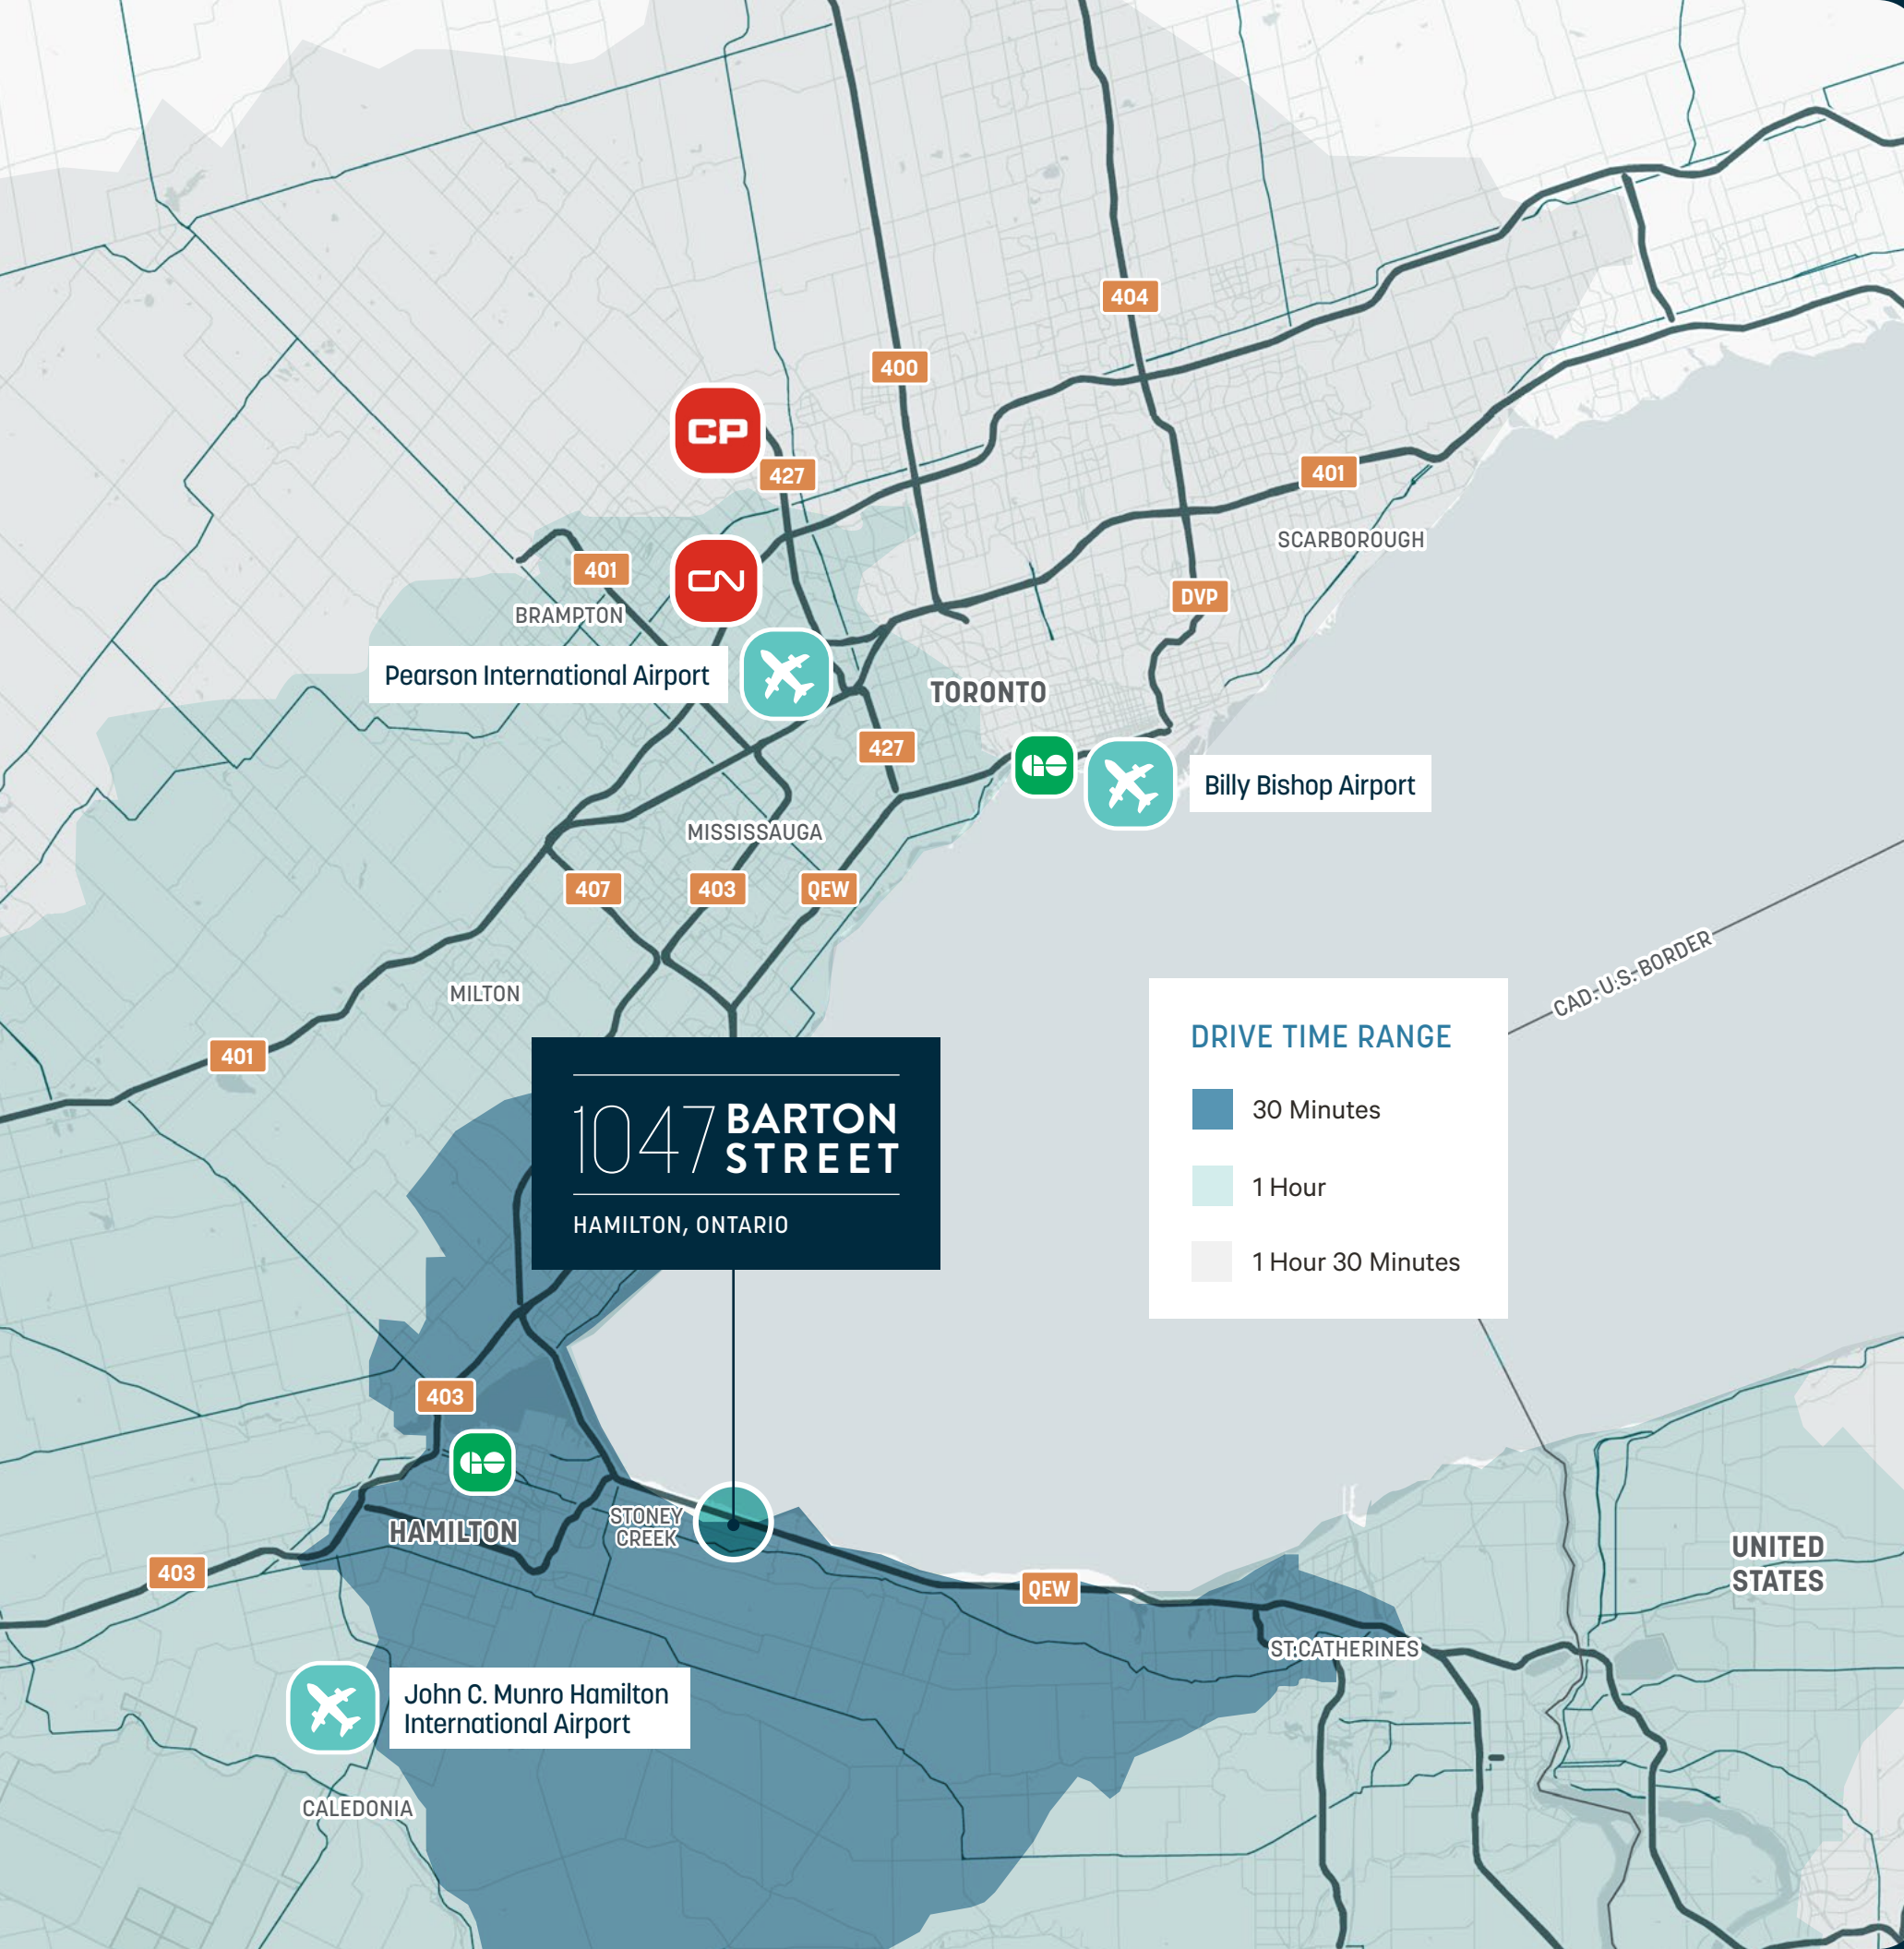 404
400
CP
427
401
SCARBOROUGH
401
CN
BRAMPTON
DVP
Pearson International Airport
TORONTO
427
GO
Billy Bishop Airport
MISSISSAUGA
407
403
QEW
CAD-U.S-BORDER
MILTON
401
DRIVE TIME RANGE
30 Minutes
1 Hour
1 Hour 30 Minutes
1047 BARTON
STREET
HAMILTON, ONTARIO
403
GO
STONEY
CREEK
HAMILTON
403
QEW
UNITED
STATES
ST.CATHERINES
John C. Munro Hamilton
International Airport
CALEDONIA